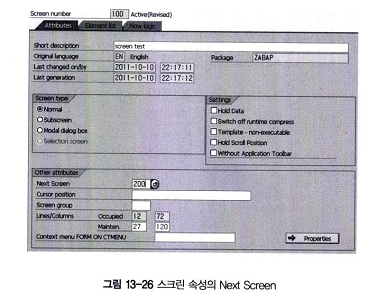 Screen number 100 Active(Revised)
Attributes Element list Flow logic
Short description screen test
Original language EN English Package ZABAP
Last changed on/by 2011-10-10 22:17:11
Last generation 2011-10-10 22:17:12
Screen type Settings
Normal Hold Data
Subscreen Switch off runtime compress
Modal dialog box Template - non-executable
Selection screen Hold Scroll Position
Without Application Toolbar
Other attributes
Next Screen 200
Cursor position
Screen group
Lines/Columns Occupied 12 72
Mainten. 27 120
Context menu FORM ON CTMENU Properties
그림 13-26 스크린 속성의 Next Screen